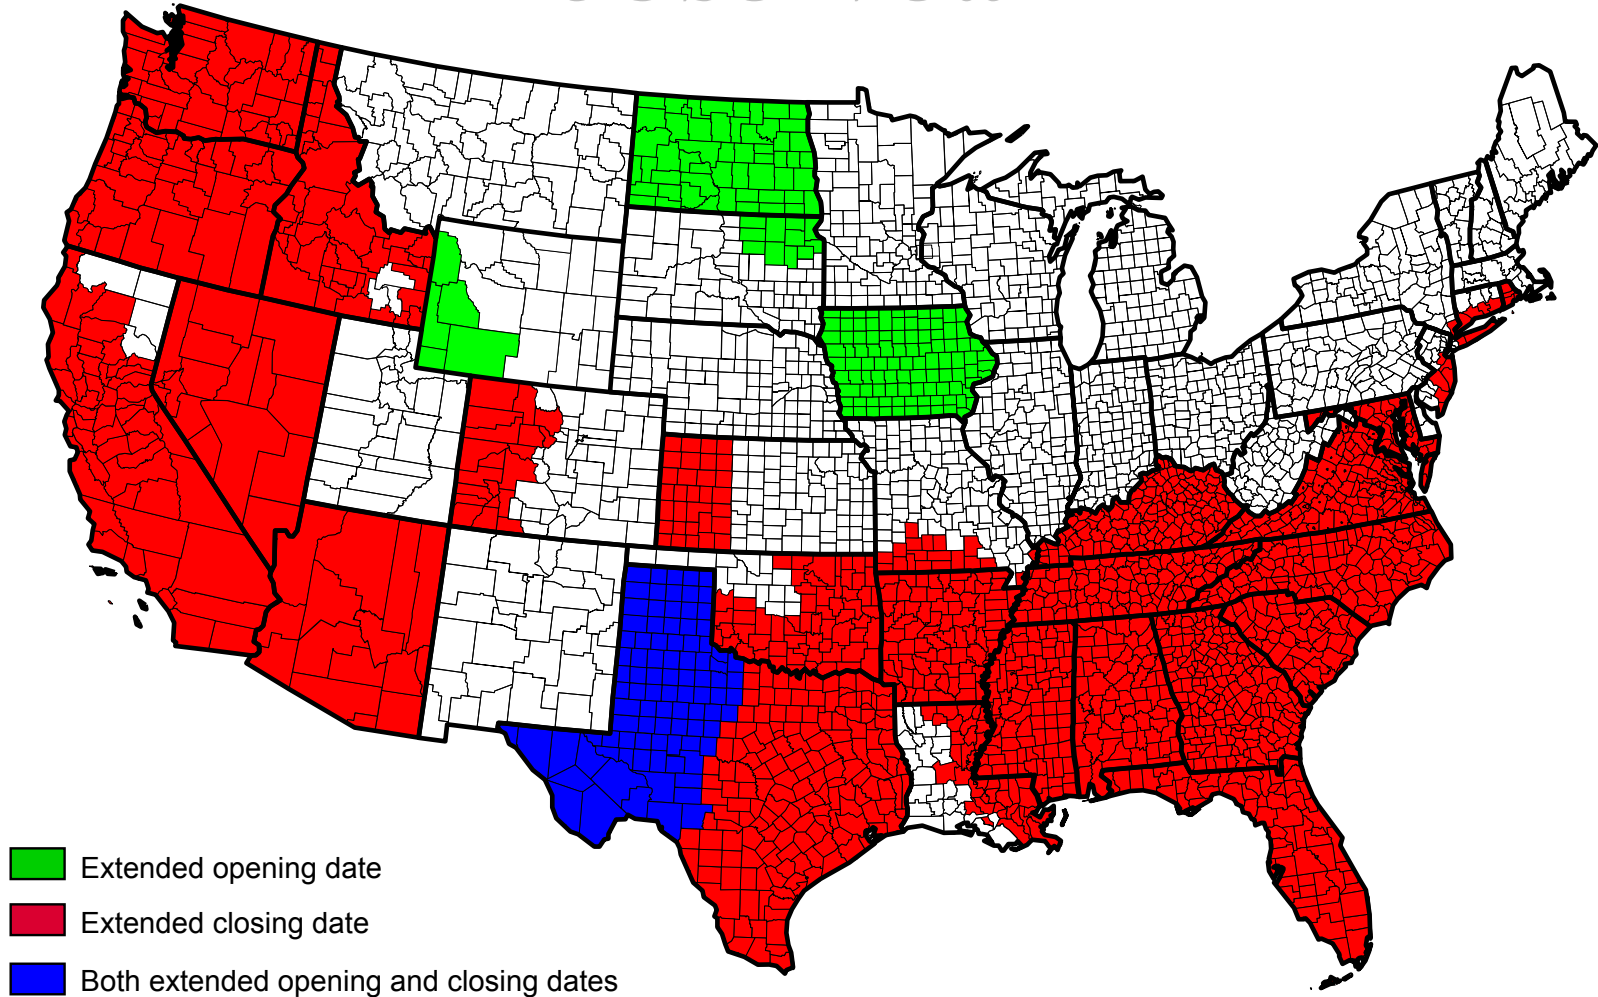 Extended opening date
Extended closing date
Both extended opening and closing dates